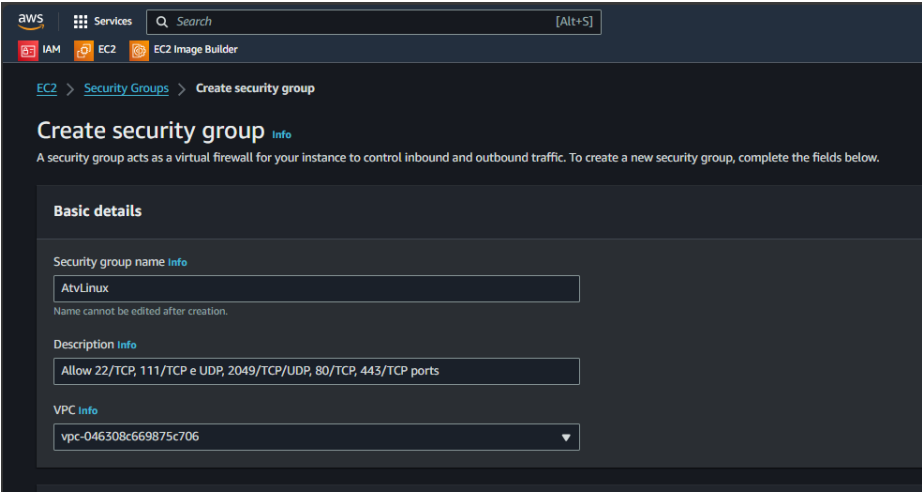 aws Services Search [Alt+S]
IAM EC2 EC2 Image Builder
EC2 > Security Groups > Create security group
Create security group Info
A security group acts as a virtual firewall for your instance to control inbound and outbound traffic. To create a new security group, complete the fields below.
Basic details
Security group name Info
AtvLinux
Name cannot be edited after creation.
Description Info
Allow 22/TCP, 111/TCP e UDP, 2049/TCP/UDP, 80/TCP, 443/TCP ports
VPC Info
vpc-046308c669875c706